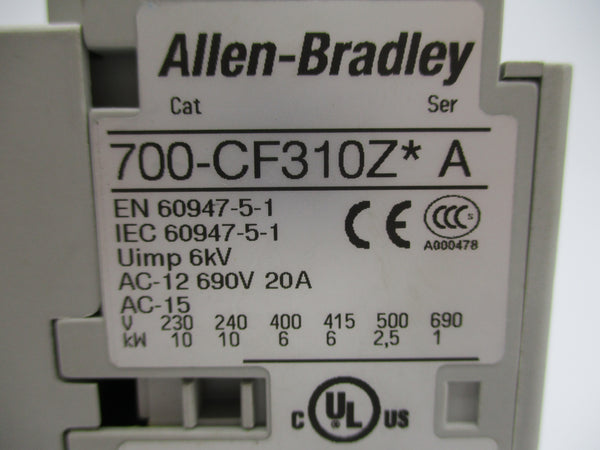 Allen-Bradley
Cat Ser
700-CF310Z* A
EN 60947-5-1
IEC 60947-5-1
CE
CCC S
A000478
Uimp 6kV
AC-12 690V 20A
AC-15
V 230 240 400 415 500 690
kW 10 10 6 6 2,5 1
C UL US